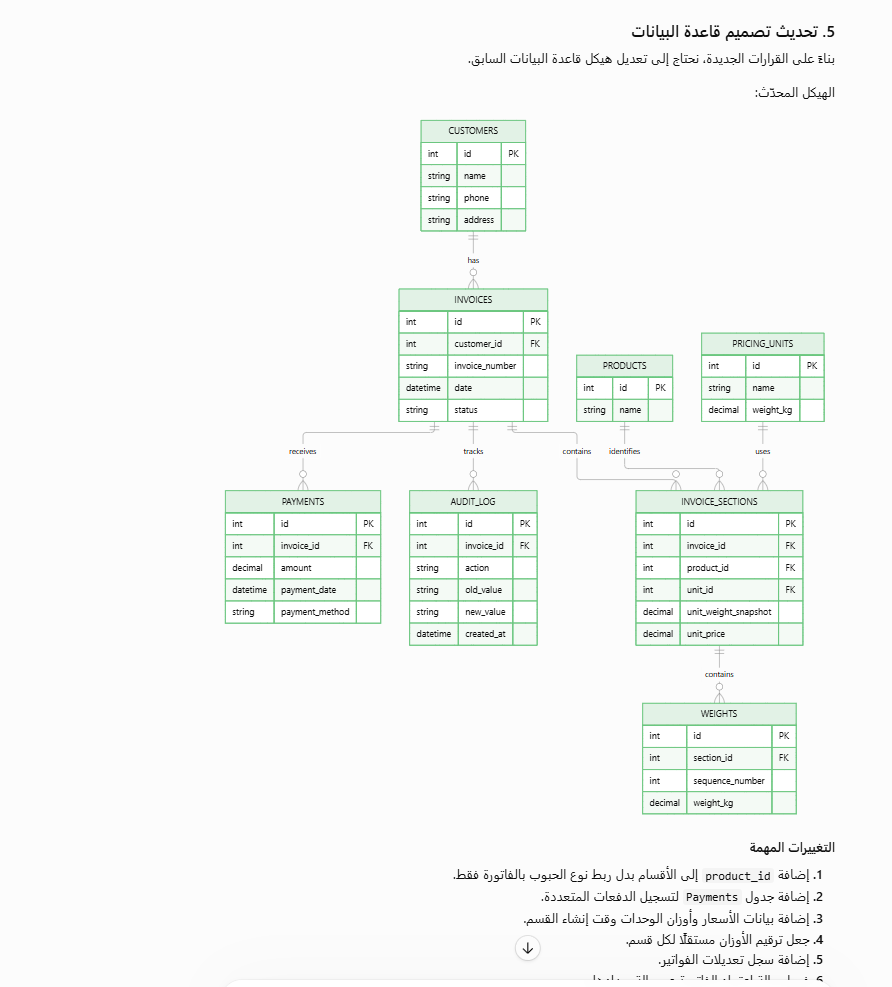 5. تحديث تصميم قاعدة البيانات
بناءً على القرارات الجديدة، نحتاج إلى تعديل هيكل قاعدة البيانات السابق.
الهيكل المحدّث:
CUSTOMERS
int id PK
string name
string phone
string address
has
INVOICES
int id PK
int customer_id FK
string invoice_number
datetime date
string status
PRODUCTS
int id PK
string name
PRICING_UNITS
int id PK
string name
decimal weight_kg
receives
tracks
contains
identifies
uses
PAYMENTS
int id PK
int invoice_id FK
decimal amount
datetime payment_date
string payment_method
AUDIT_LOG
int id PK
int invoice_id FK
string action
string old_value
string new_value
datetime created_at
INVOICE_SECTIONS
int id PK
int invoice_id FK
int product_id FK
int unit_id FK
decimal unit_weight_snapshot
decimal unit_price
contains
WEIGHTS
int id PK
int section_id FK
int sequence_number
decimal weight_kg
التغييرات المهمة
1. إضافة product_id إلى الأقسام بدل ربط نوع الحبوب بالفاتورة فقط.
2. إضافة جدول Payments لتسجيل الدفعات المتعددة.
3. إضافة بيانات الأسعار وأوزان الوحدات وقت إنشاء القسم.
4. جعل ترقيم الأوزان مستقلًا لكل قسم.
5. إضافة سجل تعديلات الفواتير.